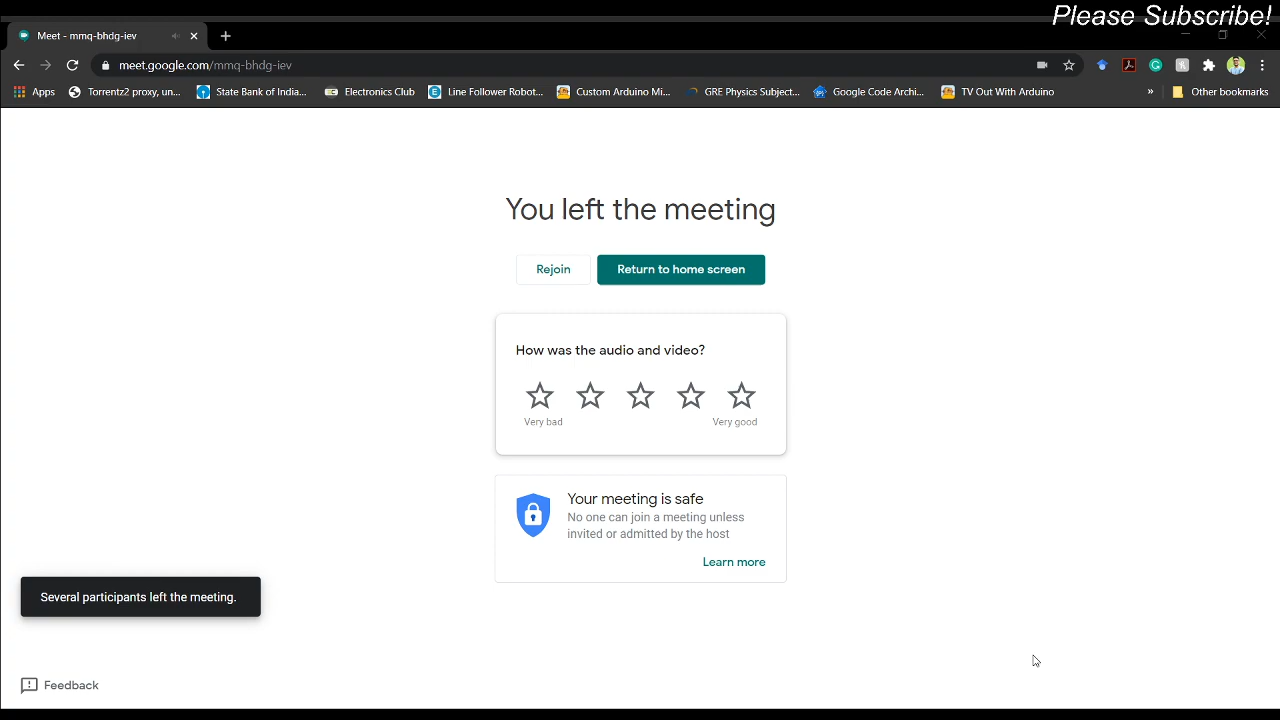 Please Subscribe!
Meet - mmq-bhdg-iev
meet.google.com/mmq-bhdg-iev
Apps
Torrentz2 proxy, un...
State Bank of India...
Electronics Club
Line Follower Robot...
Custom Arduino Mi...
GRE Physics Subject...
Google Code Archi...
TV Out With Arduino
»
Other bookmarks
You left the meeting
Rejoin
Return to home screen
How was the audio and video?
Very bad
Very good
Your meeting is safe
No one can join a meeting unless
invited or admitted by the host
Learn more
Several participants left the meeting.
Feedback